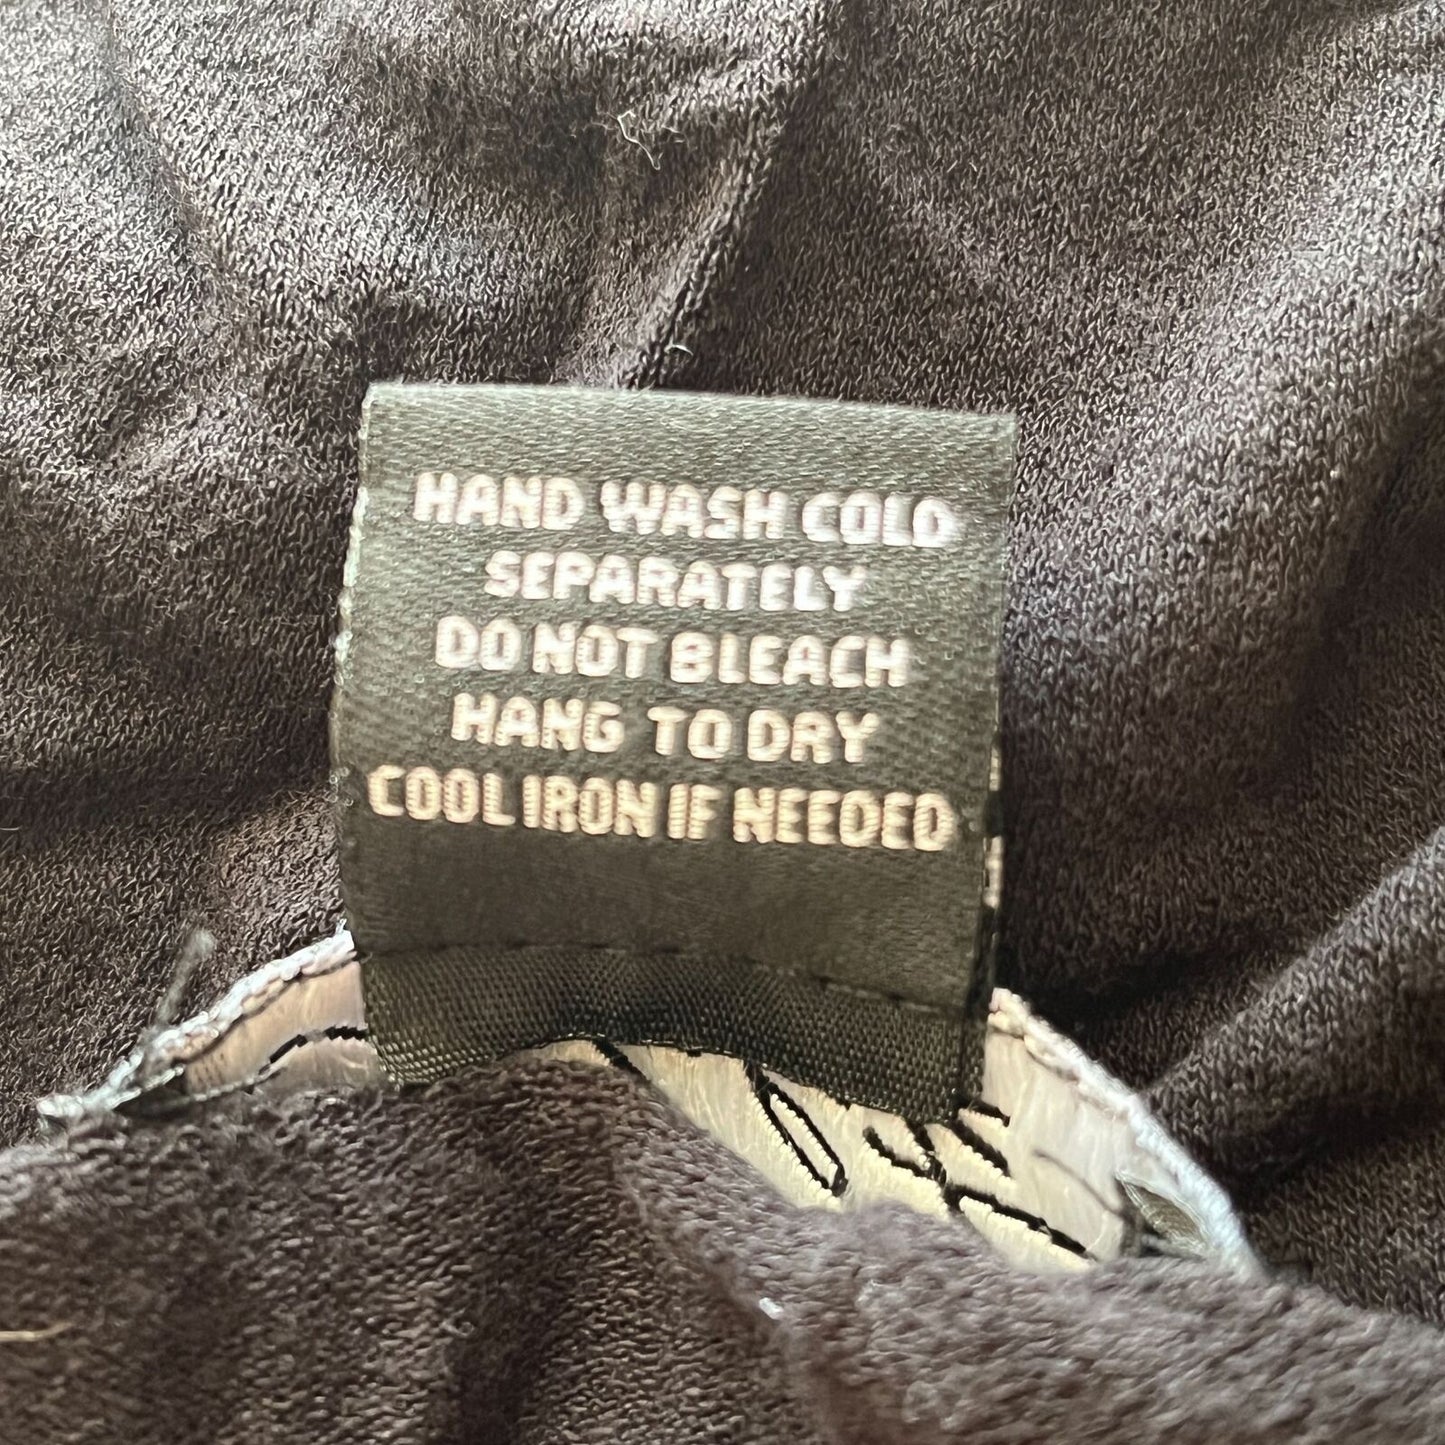 HAND WASH COLD
SEPARATELY
DO NOT BLEACH
HANG TO DRY
COOL IRON IF NEEDED